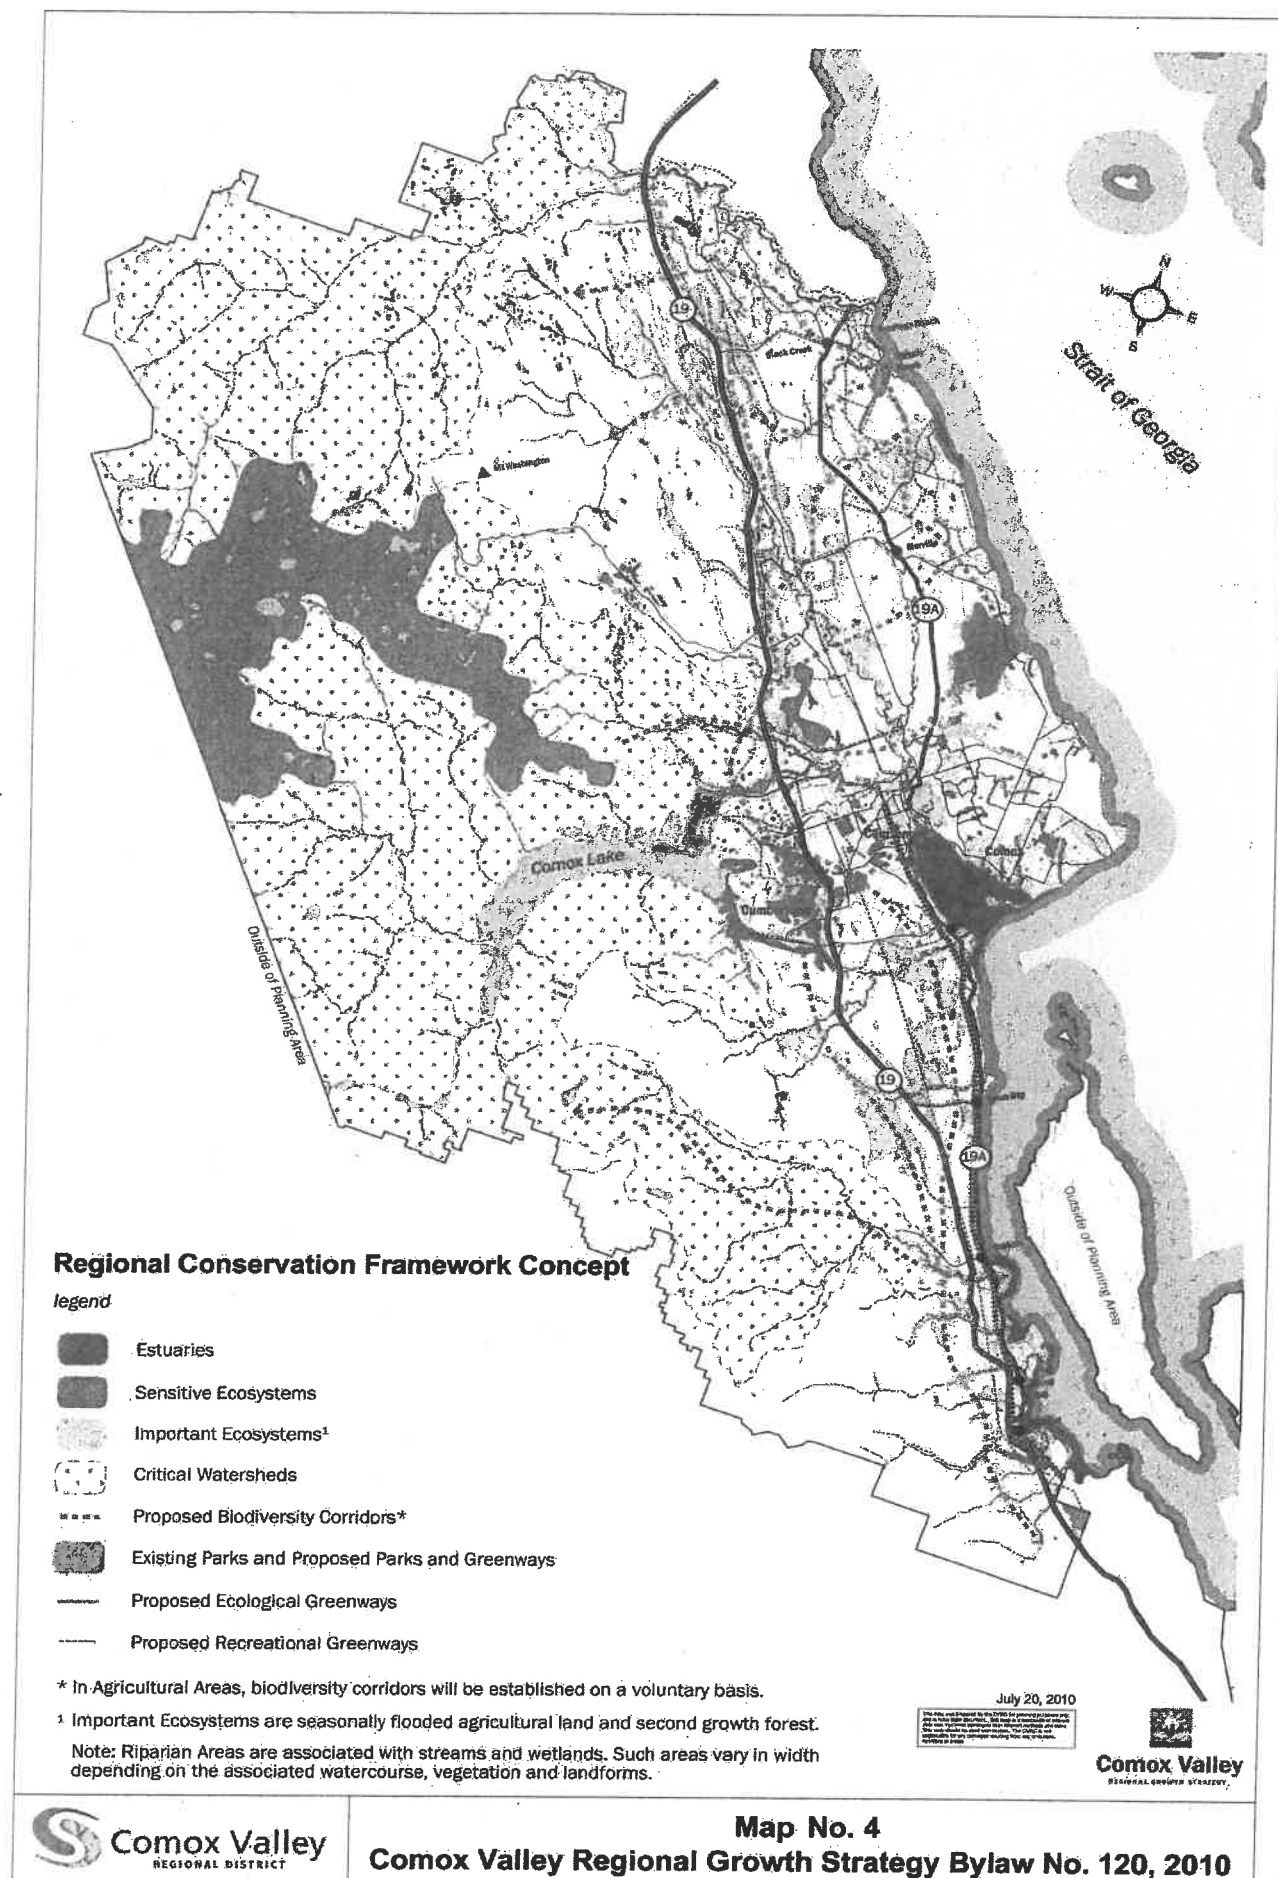 N
W
E
S
Strait of Georgia
19
Black Creek
Mt Washington
Merville
19A
Comox Lake
Comox
Outside of Planning Area
19
19A
Outside of Planning Area
Regional Conservation Framework Concept
legend
Estuaries
Sensitive Ecosystems
Important Ecosystems¹
Critical Watersheds
Proposed Biodiversity Corridors*
Existing Parks and Proposed Parks and Greenways
Proposed Ecological Greenways
Proposed Recreational Greenways
* In Agricultural Areas, biodiversity corridors will be established on a voluntary basis.
¹ Important Ecosystems are seasonally flooded agricultural land and second growth forest.
Note: Riparian Areas are associated with streams and wetlands. Such areas vary in width
depending on the associated watercourse, vegetation and landforms.
July 20, 2010
Comox Valley
REGIONAL GROWTH STRATEGY
Comox Valley
REGIONAL DISTRICT
Map No. 4
Comox Valley Regional Growth Strategy Bylaw No. 120, 2010